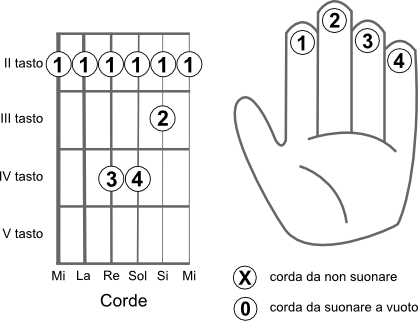 1 2 3 4
II tasto 1 1 1 1 1 1
III tasto 2
IV tasto 3 4
V tasto
Mi La Re Sol Si Mi
Corde
X corda da non suonare
0 corda da suonare a vuoto